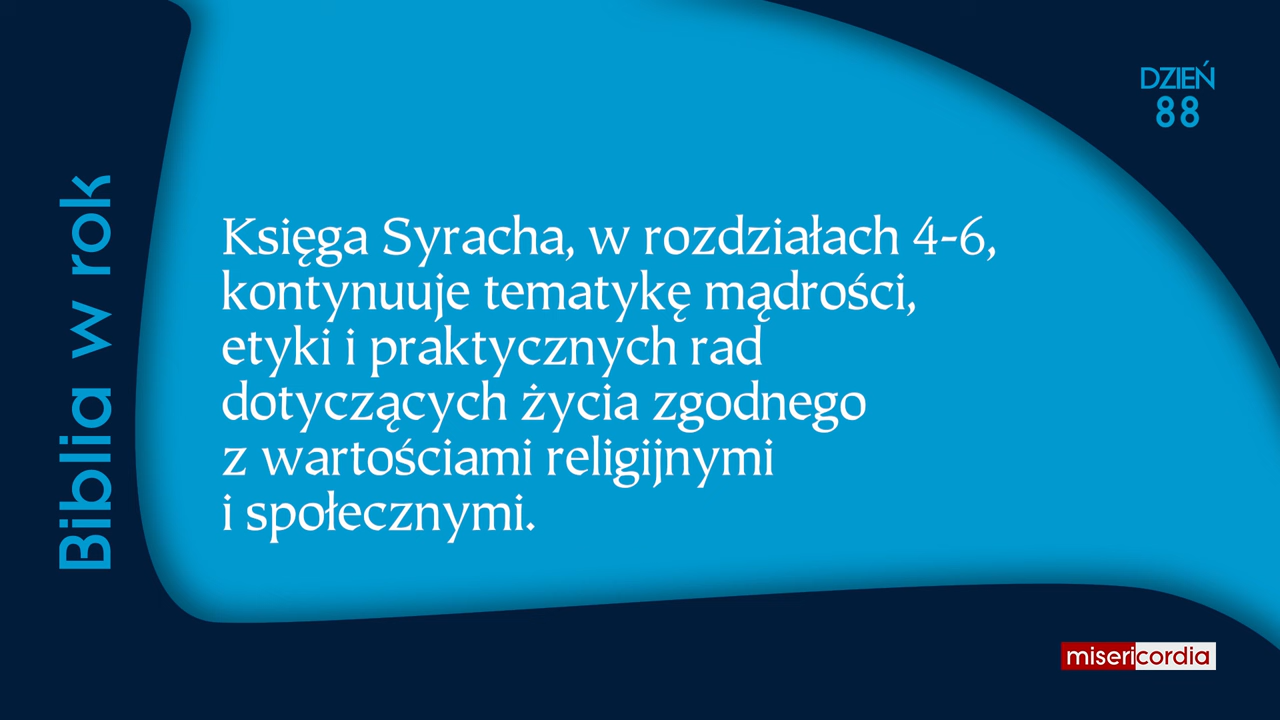 DZIEŃ
88
Biblia w rok
Księga Syracha, w rozdziałach 4-6,
kontynuuje tematykę mądrości,
etyki i praktycznych rad
dotyczących życia zgodnego
z wartościami religijnymi
i społecznymi.
misericordia